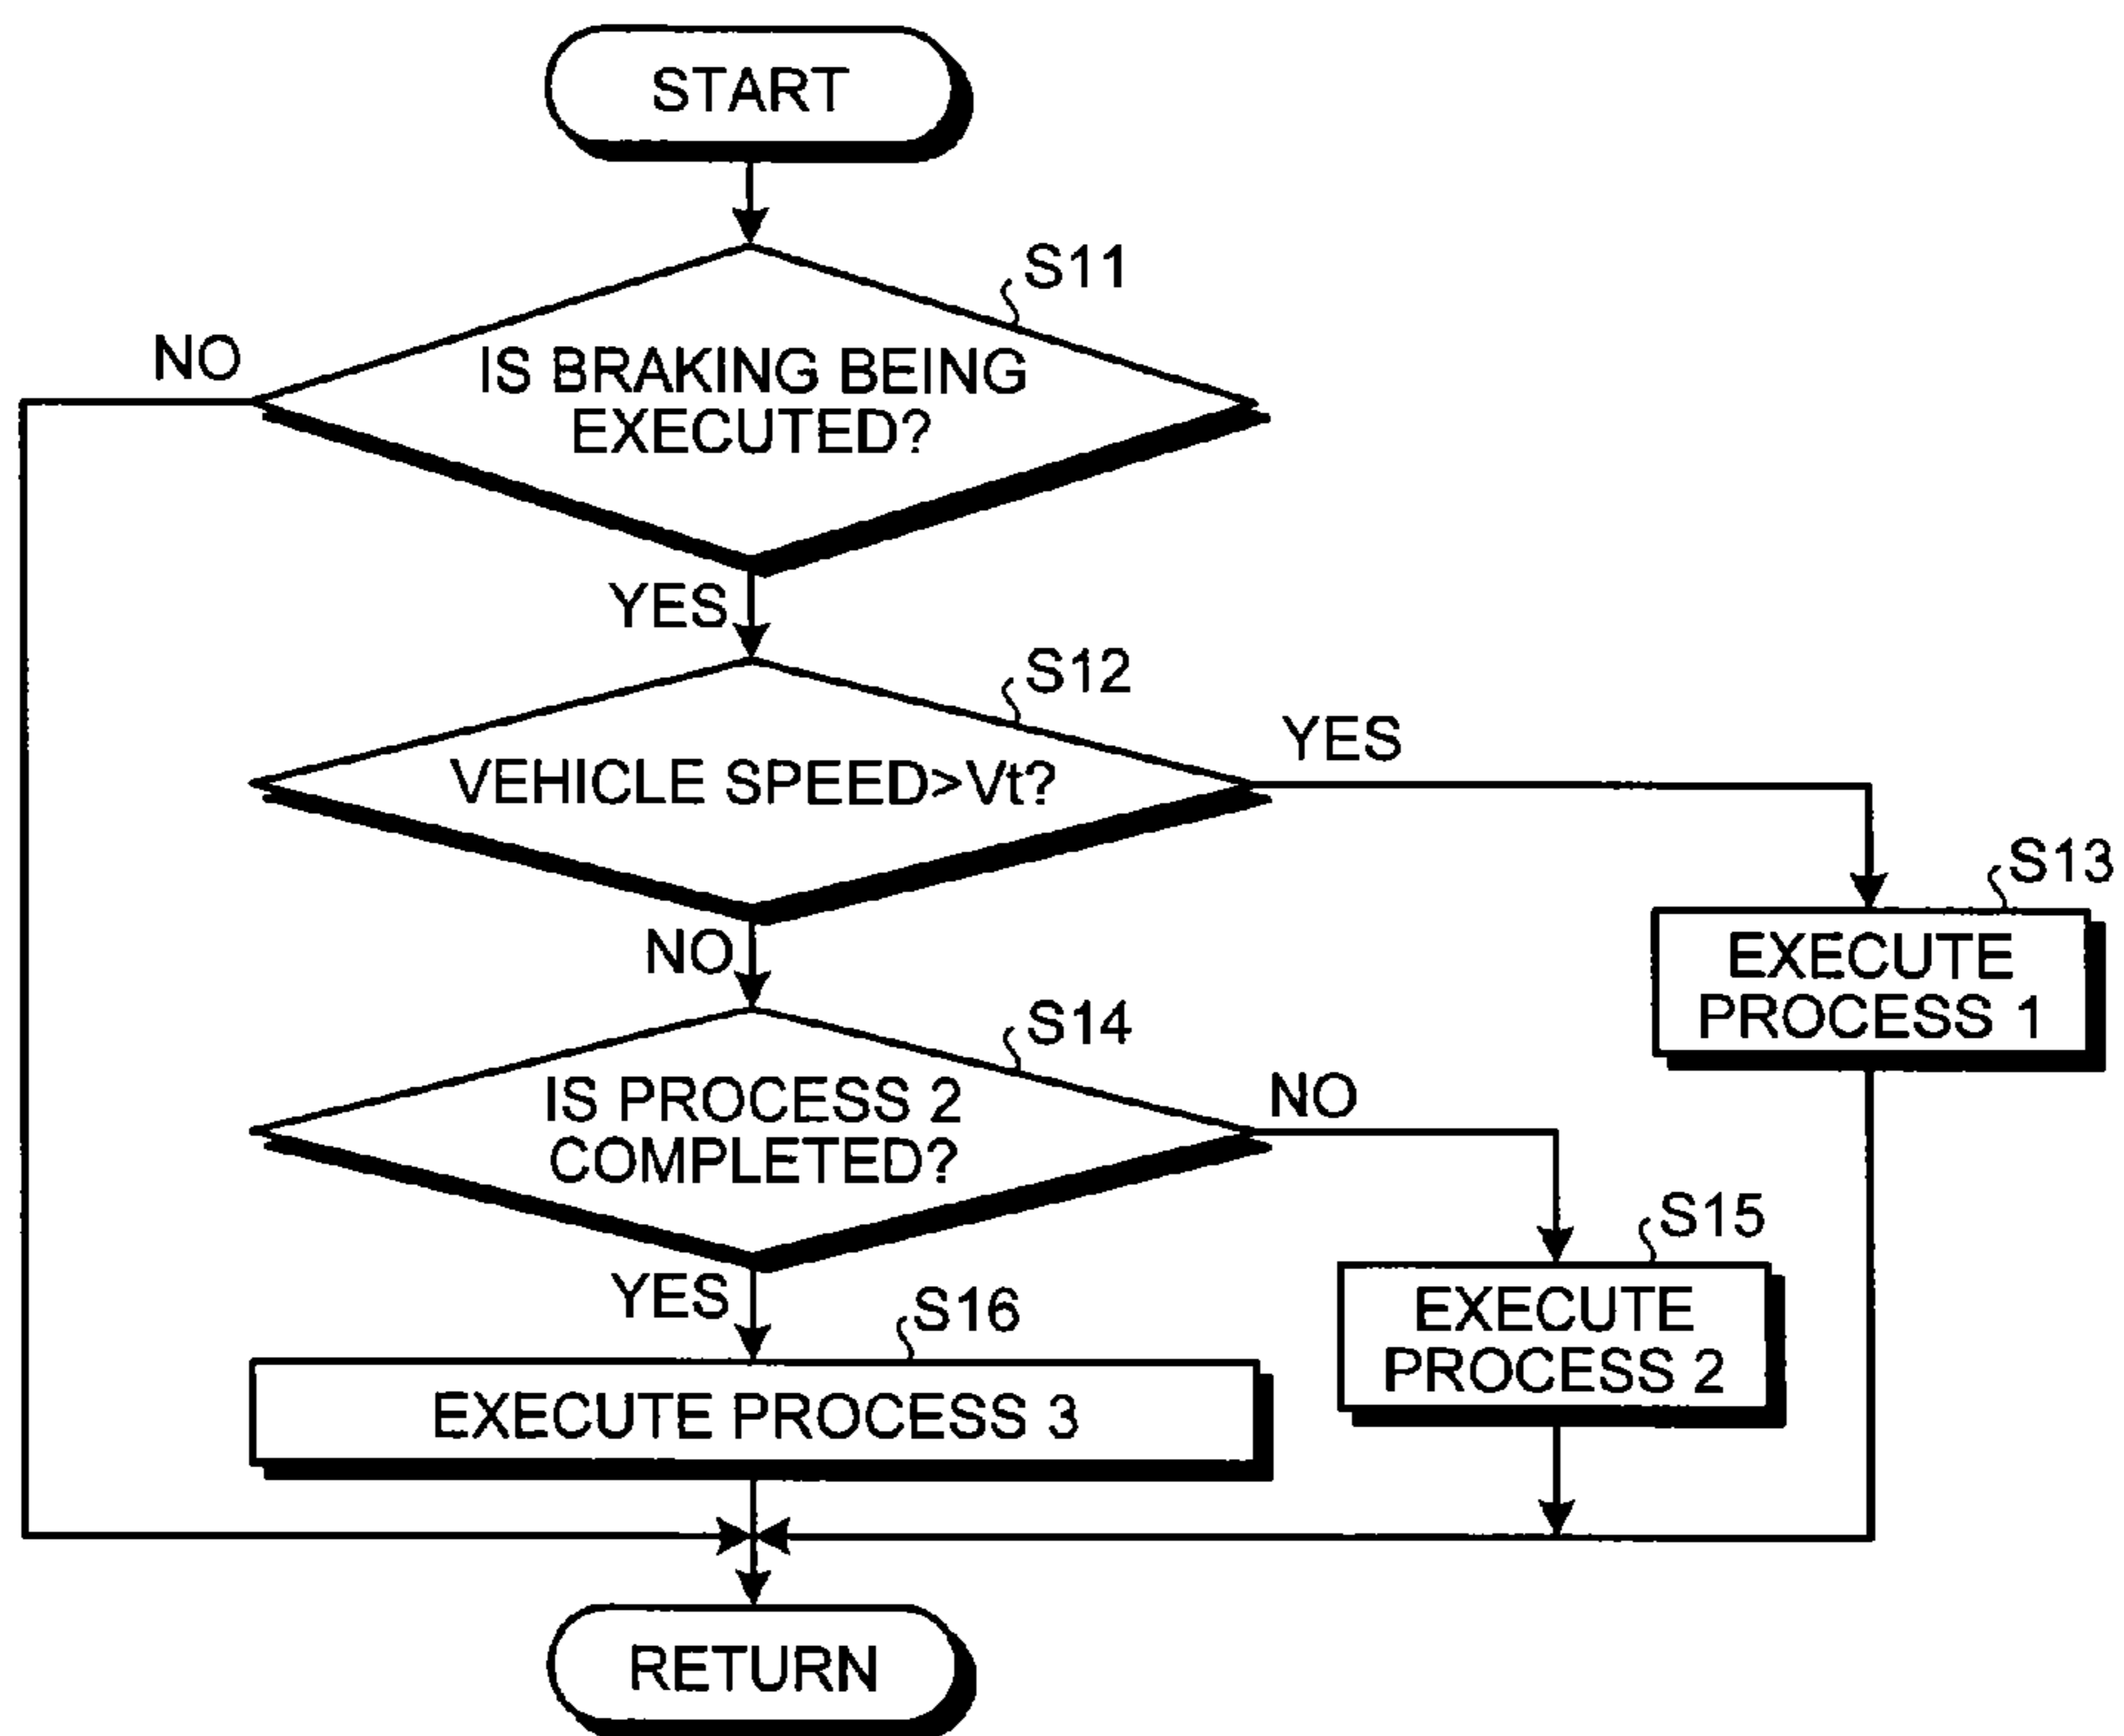 START
S11
NO
IS BRAKING BEING
EXECUTED?
YES
S12
YES
VEHICLE SPEED>Vt?
S13
NO
EXECUTE
PROCESS 1
S14
IS PROCESS 2
COMPLETED?
NO
S15
YES
S16
EXECUTE
PROCESS 2
EXECUTE PROCESS 3
RETURN